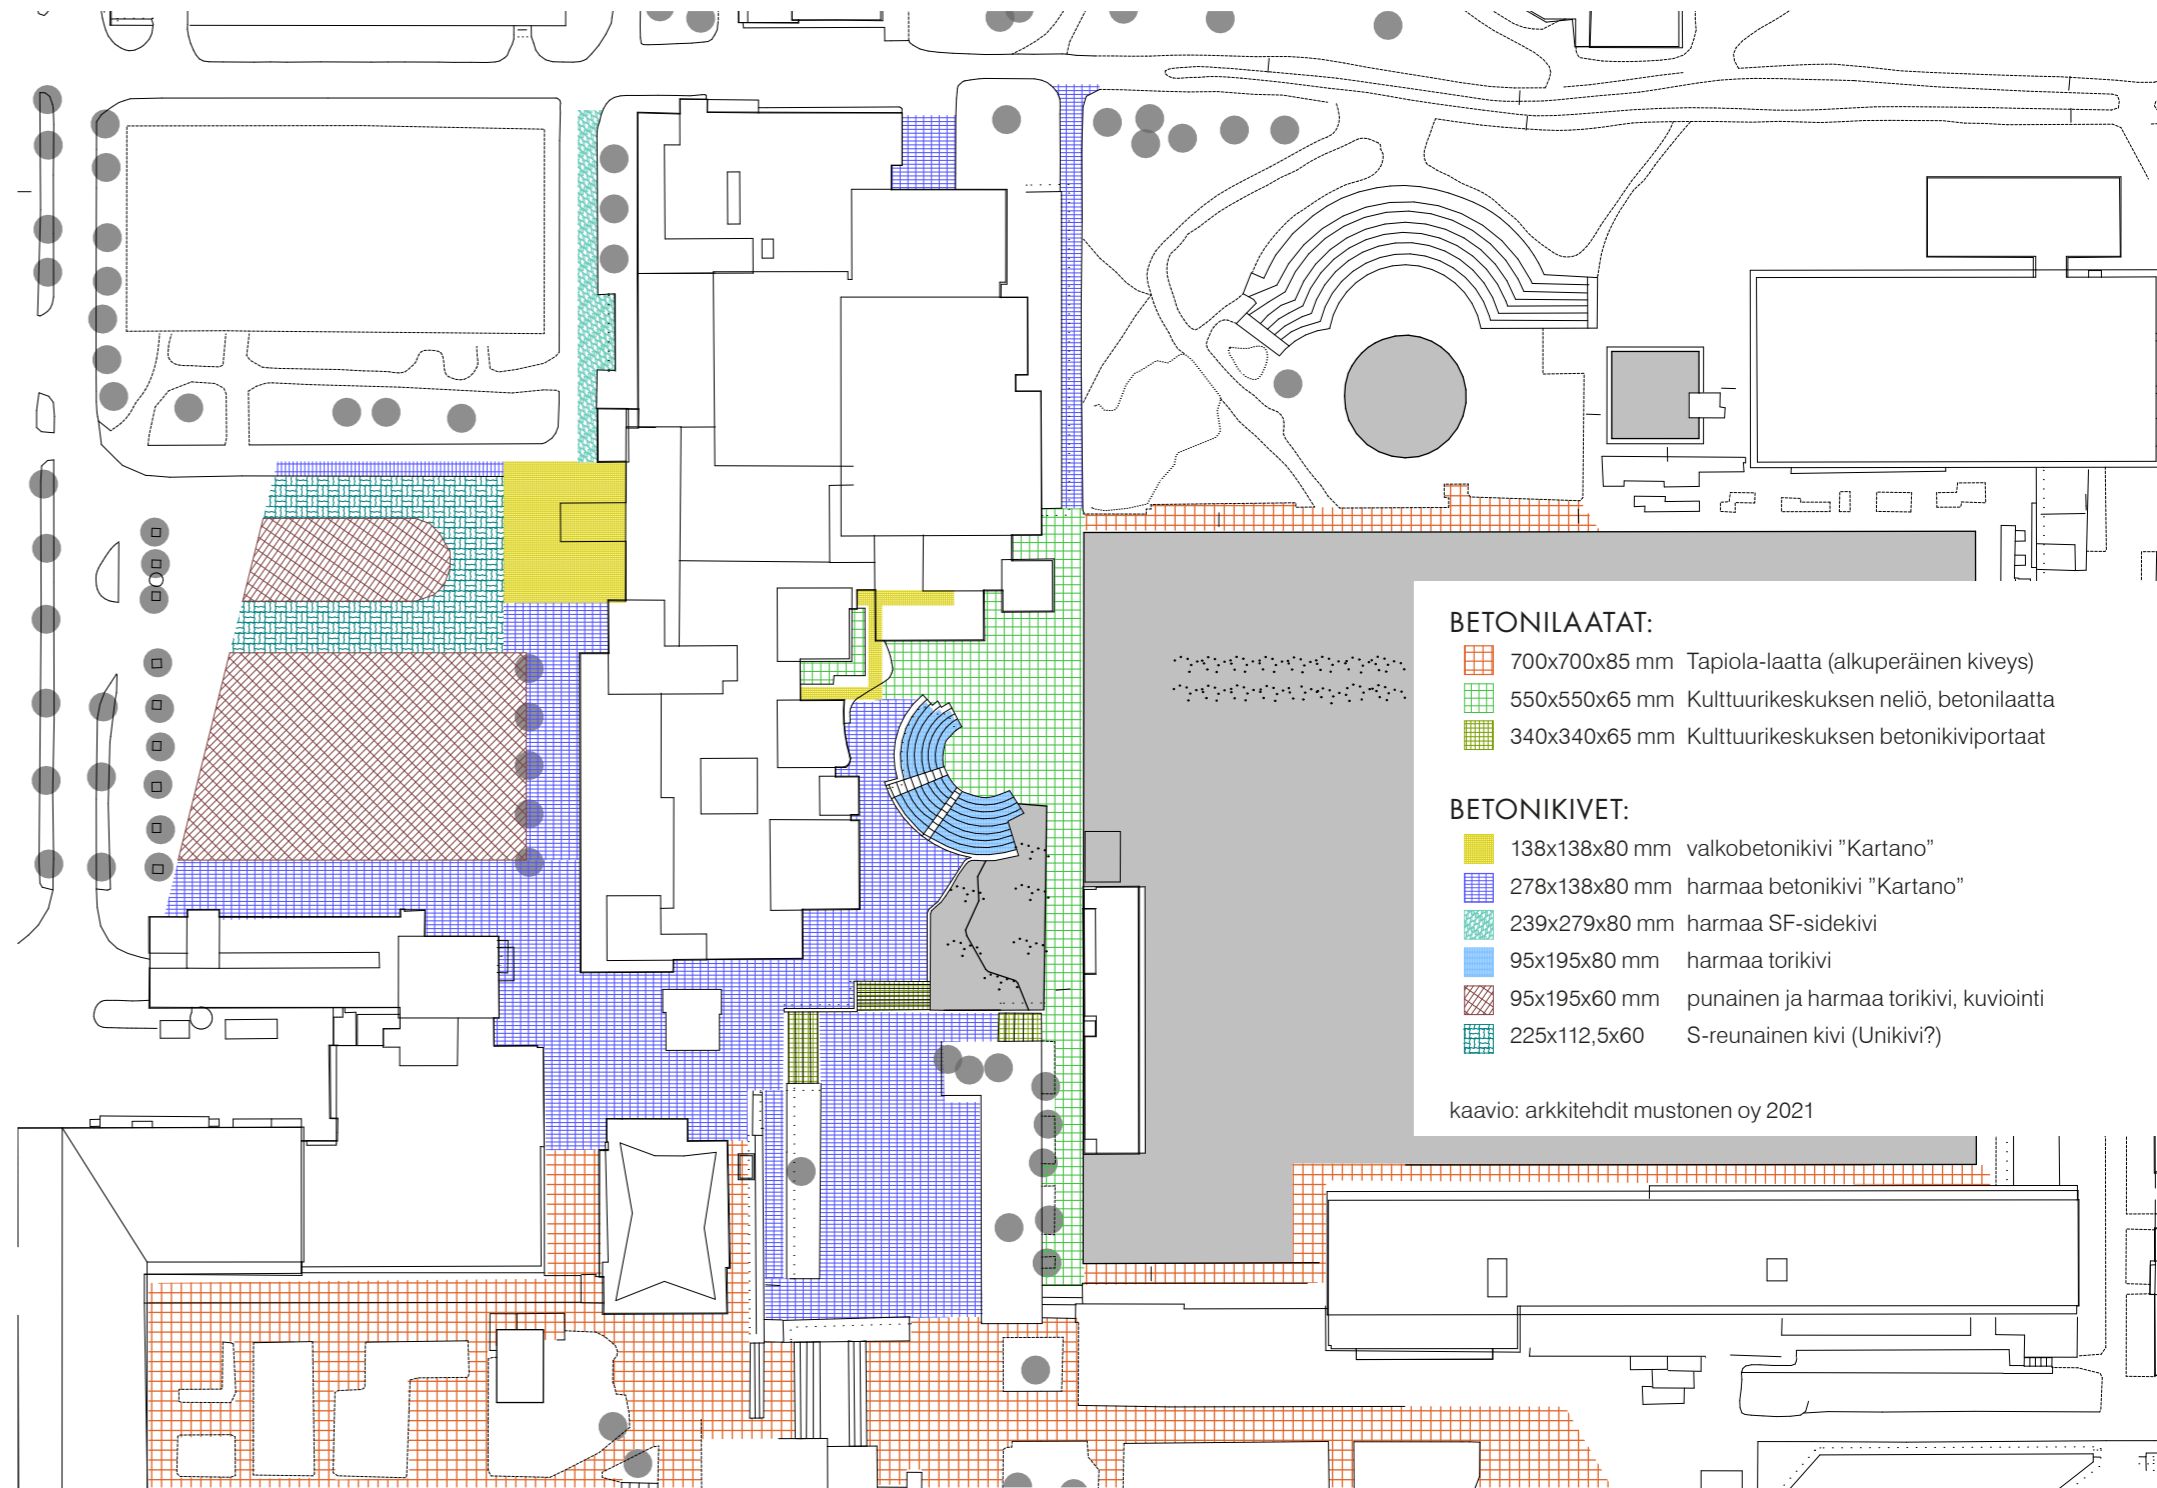 BETONILAATAT:
700x700x85 mm Tapiola-laatta (alkuperäinen kiveys)
550x550x65 mm Kulttuurikeskuksen neliö, betonilaatta
340x340x65 mm Kulttuurikeskuksen betonikiviportaat
BETONIKIVET:
138x138x80 mm valkobetonikivi ”Kartano”
278x138x80 mm harmaa betonikivi ”Kartano”
239x279x80 mm harmaa SF-sidekivi
95x195x80 mm harmaa torikivi
95x195x60 mm punainen ja harmaa torikivi, kuviointi
225x112,5x60 S-reunainen kivi (Unikivi?)
kaavio: arkkitehdit mustonen oy 2021